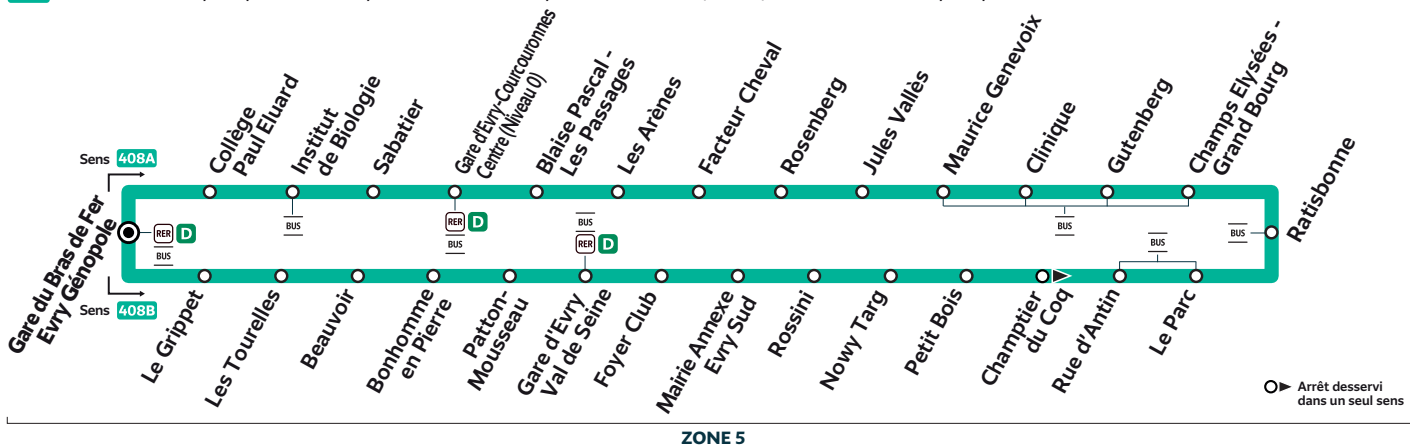 Sens 408A
Collège
Paul Eluard
Institut
de Biologie
Sabatier
Gare d'Evry-Courcouronnes
Centre (Niveau 0)
Blaise Pascal -
Les Passages
Les Arènes
Facteur Cheval
Rosenberg
Jules Vallès
Maurice Genevoix
Clinique
Gutenberg
Champs Elysées -
Grand Bourg
Ratisbonne
BUS
RER D
BUS
BUS
RER D
BUS
BUS
BUS
Gare du Bras de Fer
Evry Génopole
RER D
BUS
Sens 408B
Le Grippet
Les Tourelles
Beauvoir
Bonhomme
en Pierre
Patton-
Mousseau
Gare d'Evry
Val de Seine
Foyer Club
Mairie Annexe
Evry Sud
Rossini
Nowy Targ
Petit Bois
Champtier
du Coq
Rue d'Antin
Le Parc
Arrêt desservi
dans un seul sens
ZONE 5